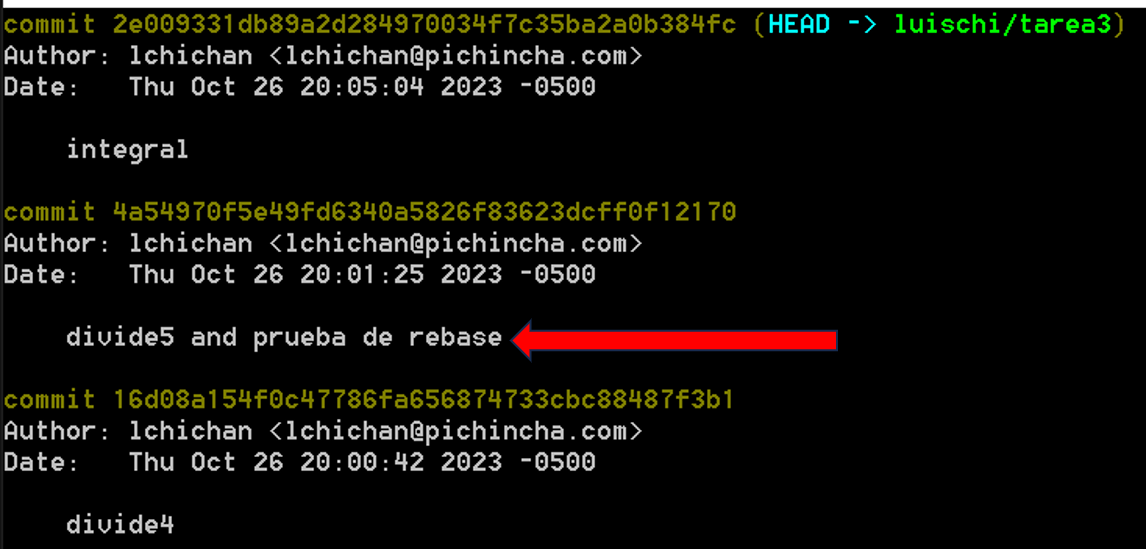 commit 2e009331db89a2d284970034f7c35ba2a0b384fc (HEAD -> luischi/tarea3)
Author: lchichan <lchichan@pichincha.com>
Date:   Thu Oct 26 20:05:04 2023 -0500
integral
commit 4a54970f5e49fd6340a5826f83623dcff0f12170
Author: lchichan <lchichan@pichincha.com>
Date:   Thu Oct 26 20:01:25 2023 -0500
divide5 and prueba de rebase
commit 16d08a154f0c47786fa656874733cbc88487f3b1
Author: lchichan <lchichan@pichincha.com>
Date:   Thu Oct 26 20:00:42 2023 -0500
divide4